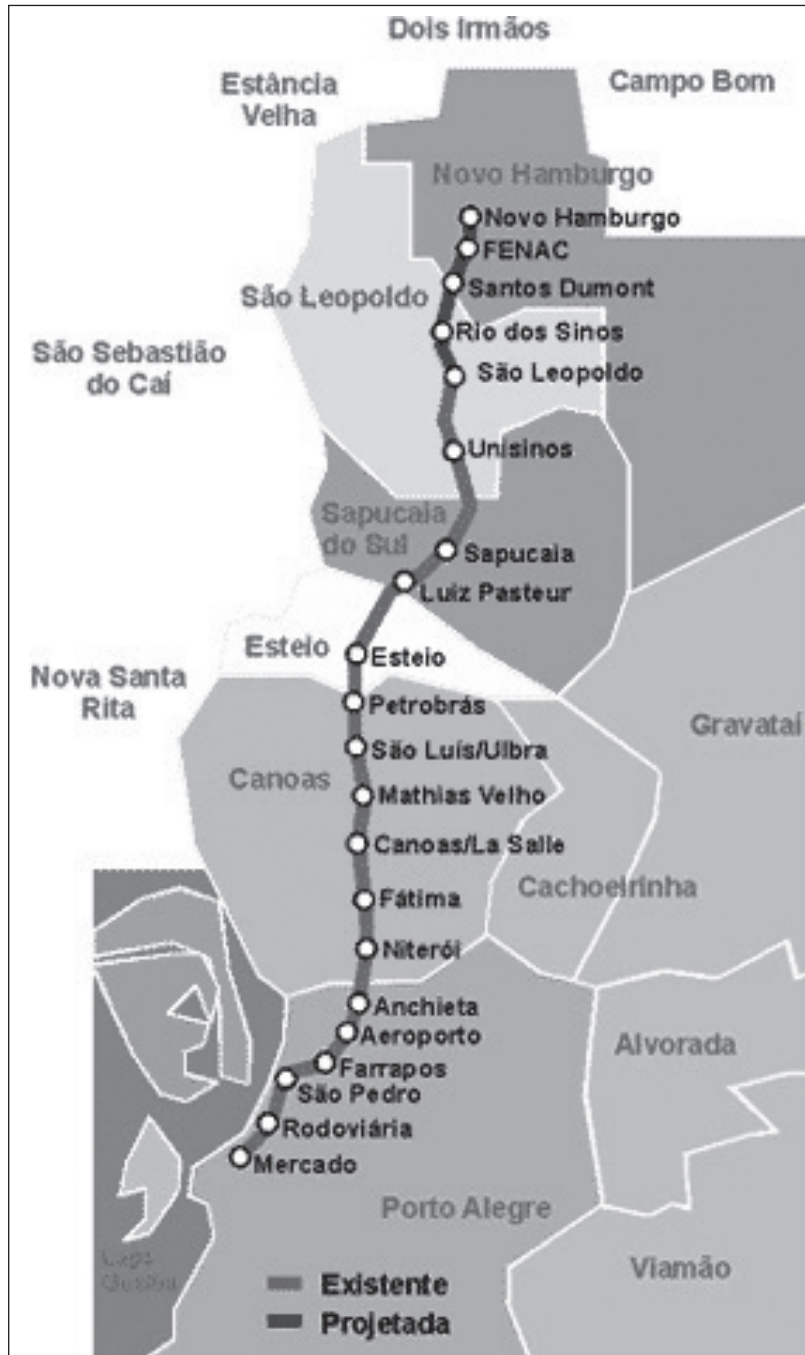 Dois Irmãos
Estância
Velha
Campo Bom
Novo Hamburgo
Novo Hamburgo
FENAC
Santos Dumont
São Leopoldo
Rio dos Sinos
São Sebastião
do Caí
São Leopoldo
Unisinos
Sapucaia
do Sul
Sapucaia
Luiz Pasteur
Esteio
Esteio
Nova Santa
Rita
Petrobrás
Gravataí
São Luís/Ulbra
Canoas
Mathias Velho
Canoas/La Salle
Cachoeirinha
Fátima
Niterói
Anchieta
Aeroporto
Alvorada
Farrapos
São Pedro
Rodoviária
Mercado
Porto Alegre
Viamão
Existente
Projetada